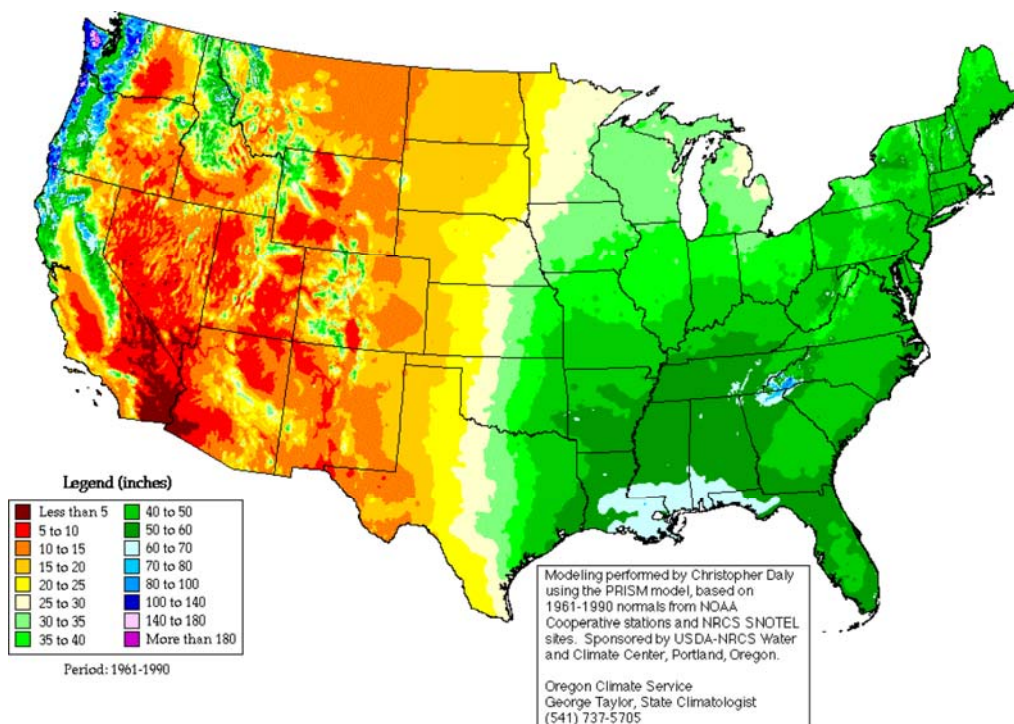 Legend (inches)
Less than 5
5 to 10
10 to 15
15 to 20
20 to 25
25 to 30
30 to 35
35 to 40
40 to 50
50 to 60
60 to 70
70 to 80
80 to 100
100 to 140
140 to 180
More than 180
Period: 1961-1990
Modeling performed by Christopher Daly
using the PRISM model, based on
1961-1990 normals from NOAA
Cooperative stations and NRCS SNOTEL
sites. Sponsored by USDA-NRCS Water
and Climate Center, Portland, Oregon.
Oregon Climate Service
George Taylor, State Climatologist
(541) 737-5705